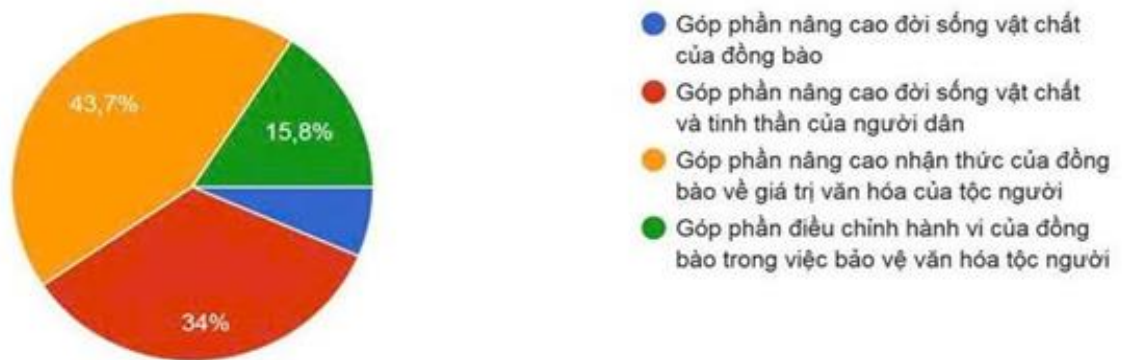 43,7%
15,8%
34%
Góp phần nâng cao đời sống vật chất
của đồng bào
Góp phần nâng cao đời sống vật chất
và tinh thần của người dân
Góp phần nâng cao nhận thức của đồng
bào về giá trị văn hóa của tộc người
Góp phần điều chỉnh hành vi của đồng
bào trong việc bảo vệ văn hóa tộc người